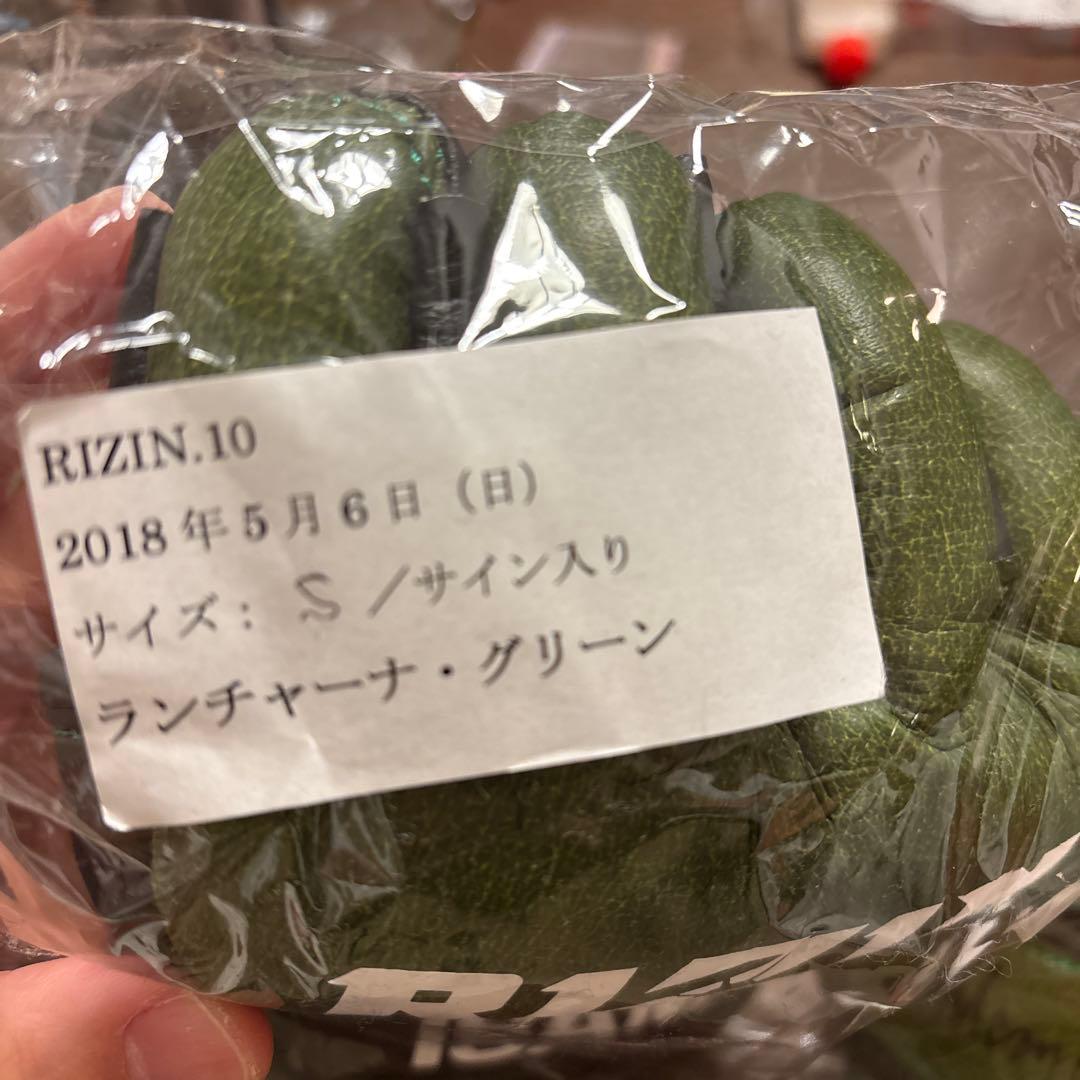 RIZIN.10
2018年5月6日（日）
サイズ： S／サイン入り
ランチャーナ・グリーン
RIZIN